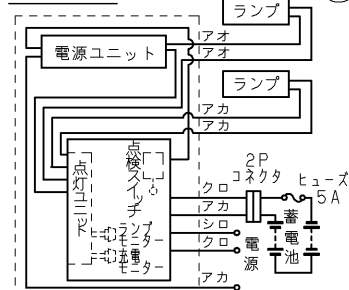 ランプ
アオ
電源ユニット
アオ
ランプ
アカ
アカ
点検スイッチ
点灯ユニット
2P
コネクタ
ヒューズ
5A
クロ
アカ
シロ
クロ
ランプ
モニター
充電
モニター
電源
蓄電池
アカ